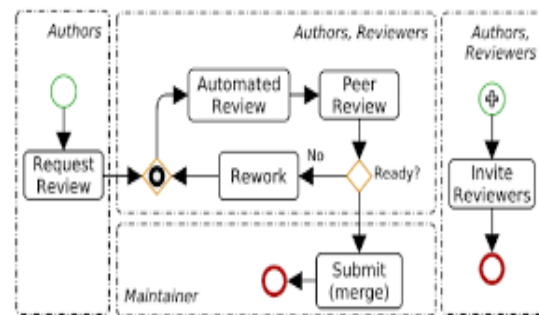 Authors
Request
Review
Authors, Reviewers
Automated
Review
Peer
Review
Rework
No
Ready?
Submit
(merge)
Maintainer
Authors,
Reviewers
Invite
Reviewers